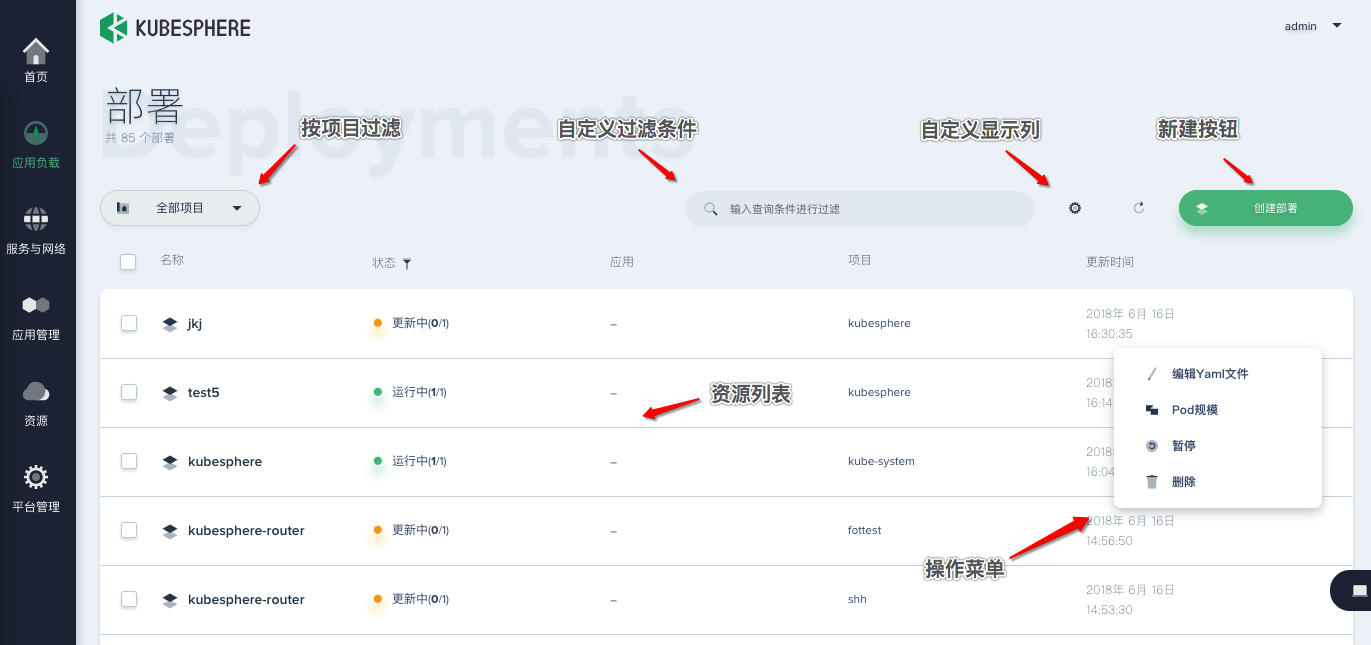 KUBESPHERE
admin
首页
应用负载
服务与网络
应用管理
资源
平台管理
部署
Deployments
共 85 个部署
按项目过滤
自定义过滤条件
自定义显示列
新建按钮
全部项目
输入查询条件进行过滤
创建部署
名称 状态 应用 项目 更新时间
jkj 更新中(0/1) – kubesphere 2018年 6月 16日
16:30:35
test5 运行中(1/1) – kubesphere 2018
16:14
资源列表
kubesphere 运行中(1/1) – kube-system 2018
16:04
编辑Yaml文件
Pod规模
暂停
删除
kubesphere-router 更新中(0/1) – fottest 2018年 6月 16日
14:56:50
操作菜单
kubesphere-router 更新中(0/1) – shh 2018年 6月 16日
14:53:30